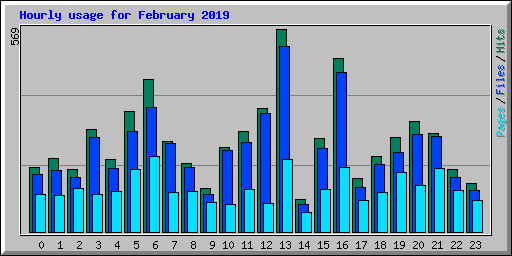 Hourly usage for February 2019
569
Pages/Files/Hits
0 1 2 3 4 5 6 7 8 9 10 11 12 13 14 15 16 17 18 19 20 21 22 23